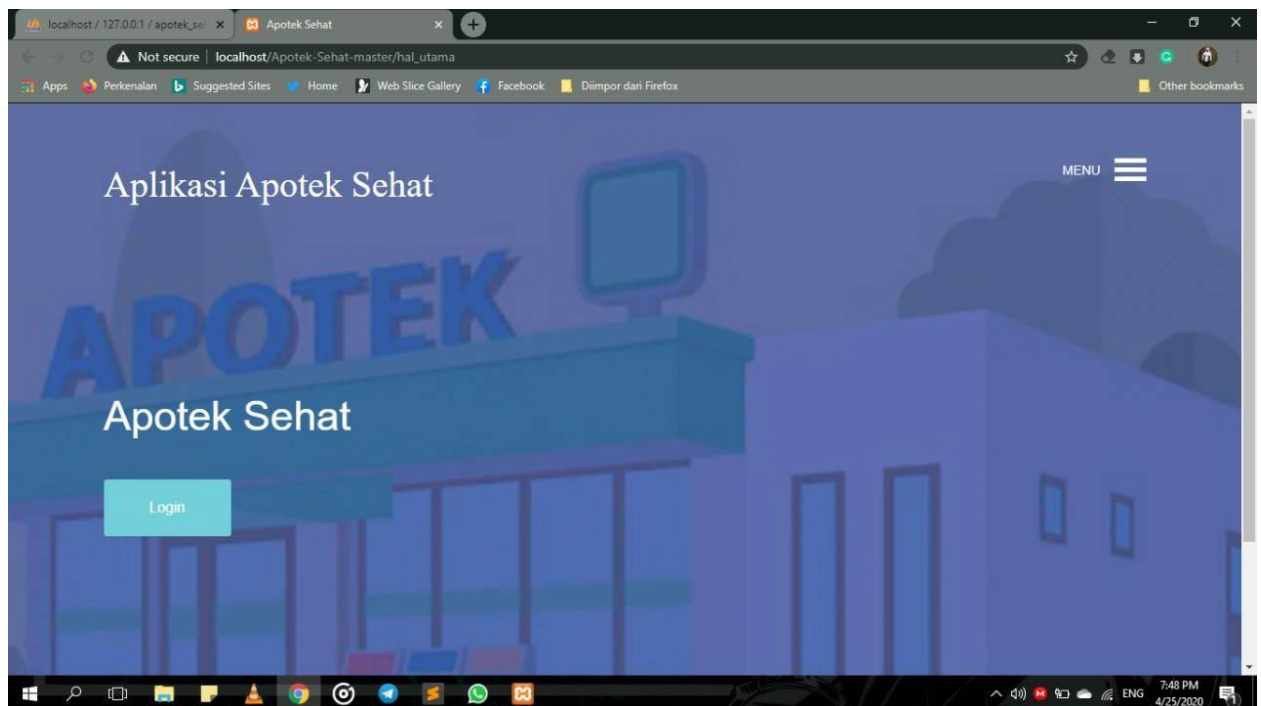 localhost / 127.0.0.1 / apotek_se
Apotek Sehat
Not secure | localhost/Apotek-Sehat-master/hal_utama
Apps Perkenalan Suggested Sites Home Web Slice Gallery Facebook Diimpor dari Firefox Other bookmarks
Aplikasi Apotek Sehat
MENU
APOTEK
Apotek Sehat
Login
ENG
7:48 PM
4/25/2020